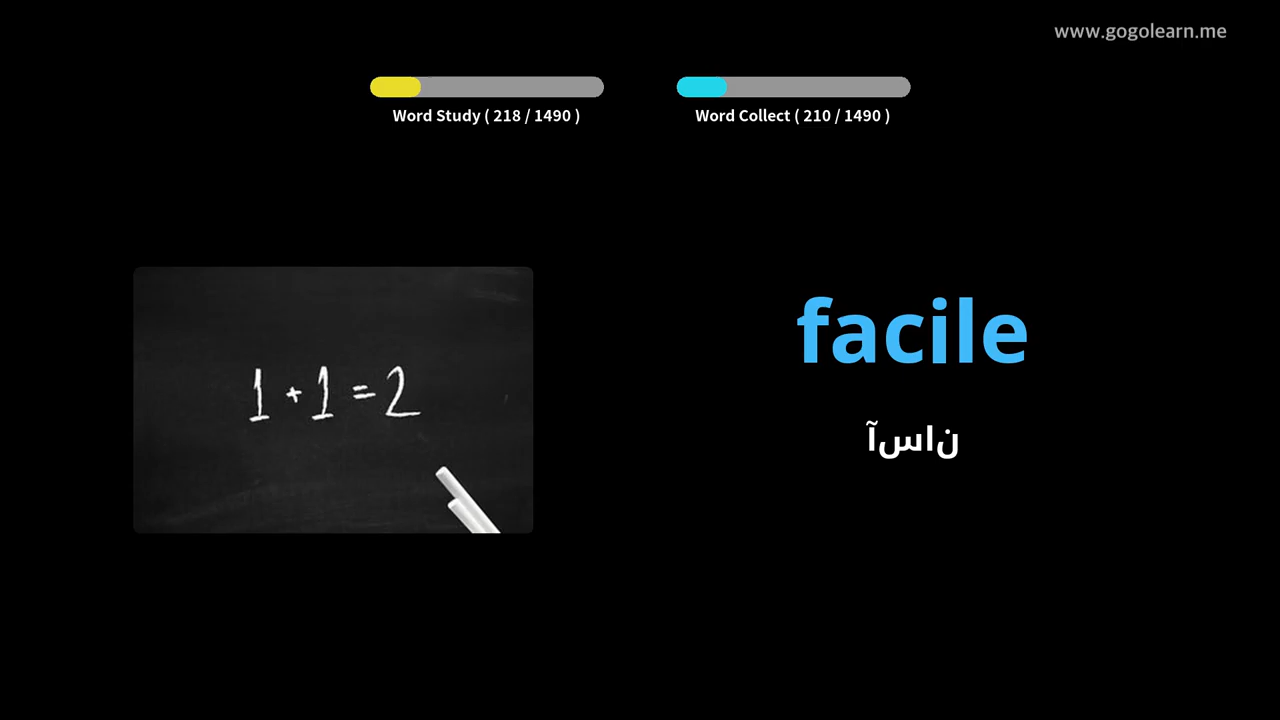 www.gogolearn.me
Word Study ( 218 / 1490 )
Word Collect ( 210 / 1490 )
1 + 1 = 2
facile
آسان